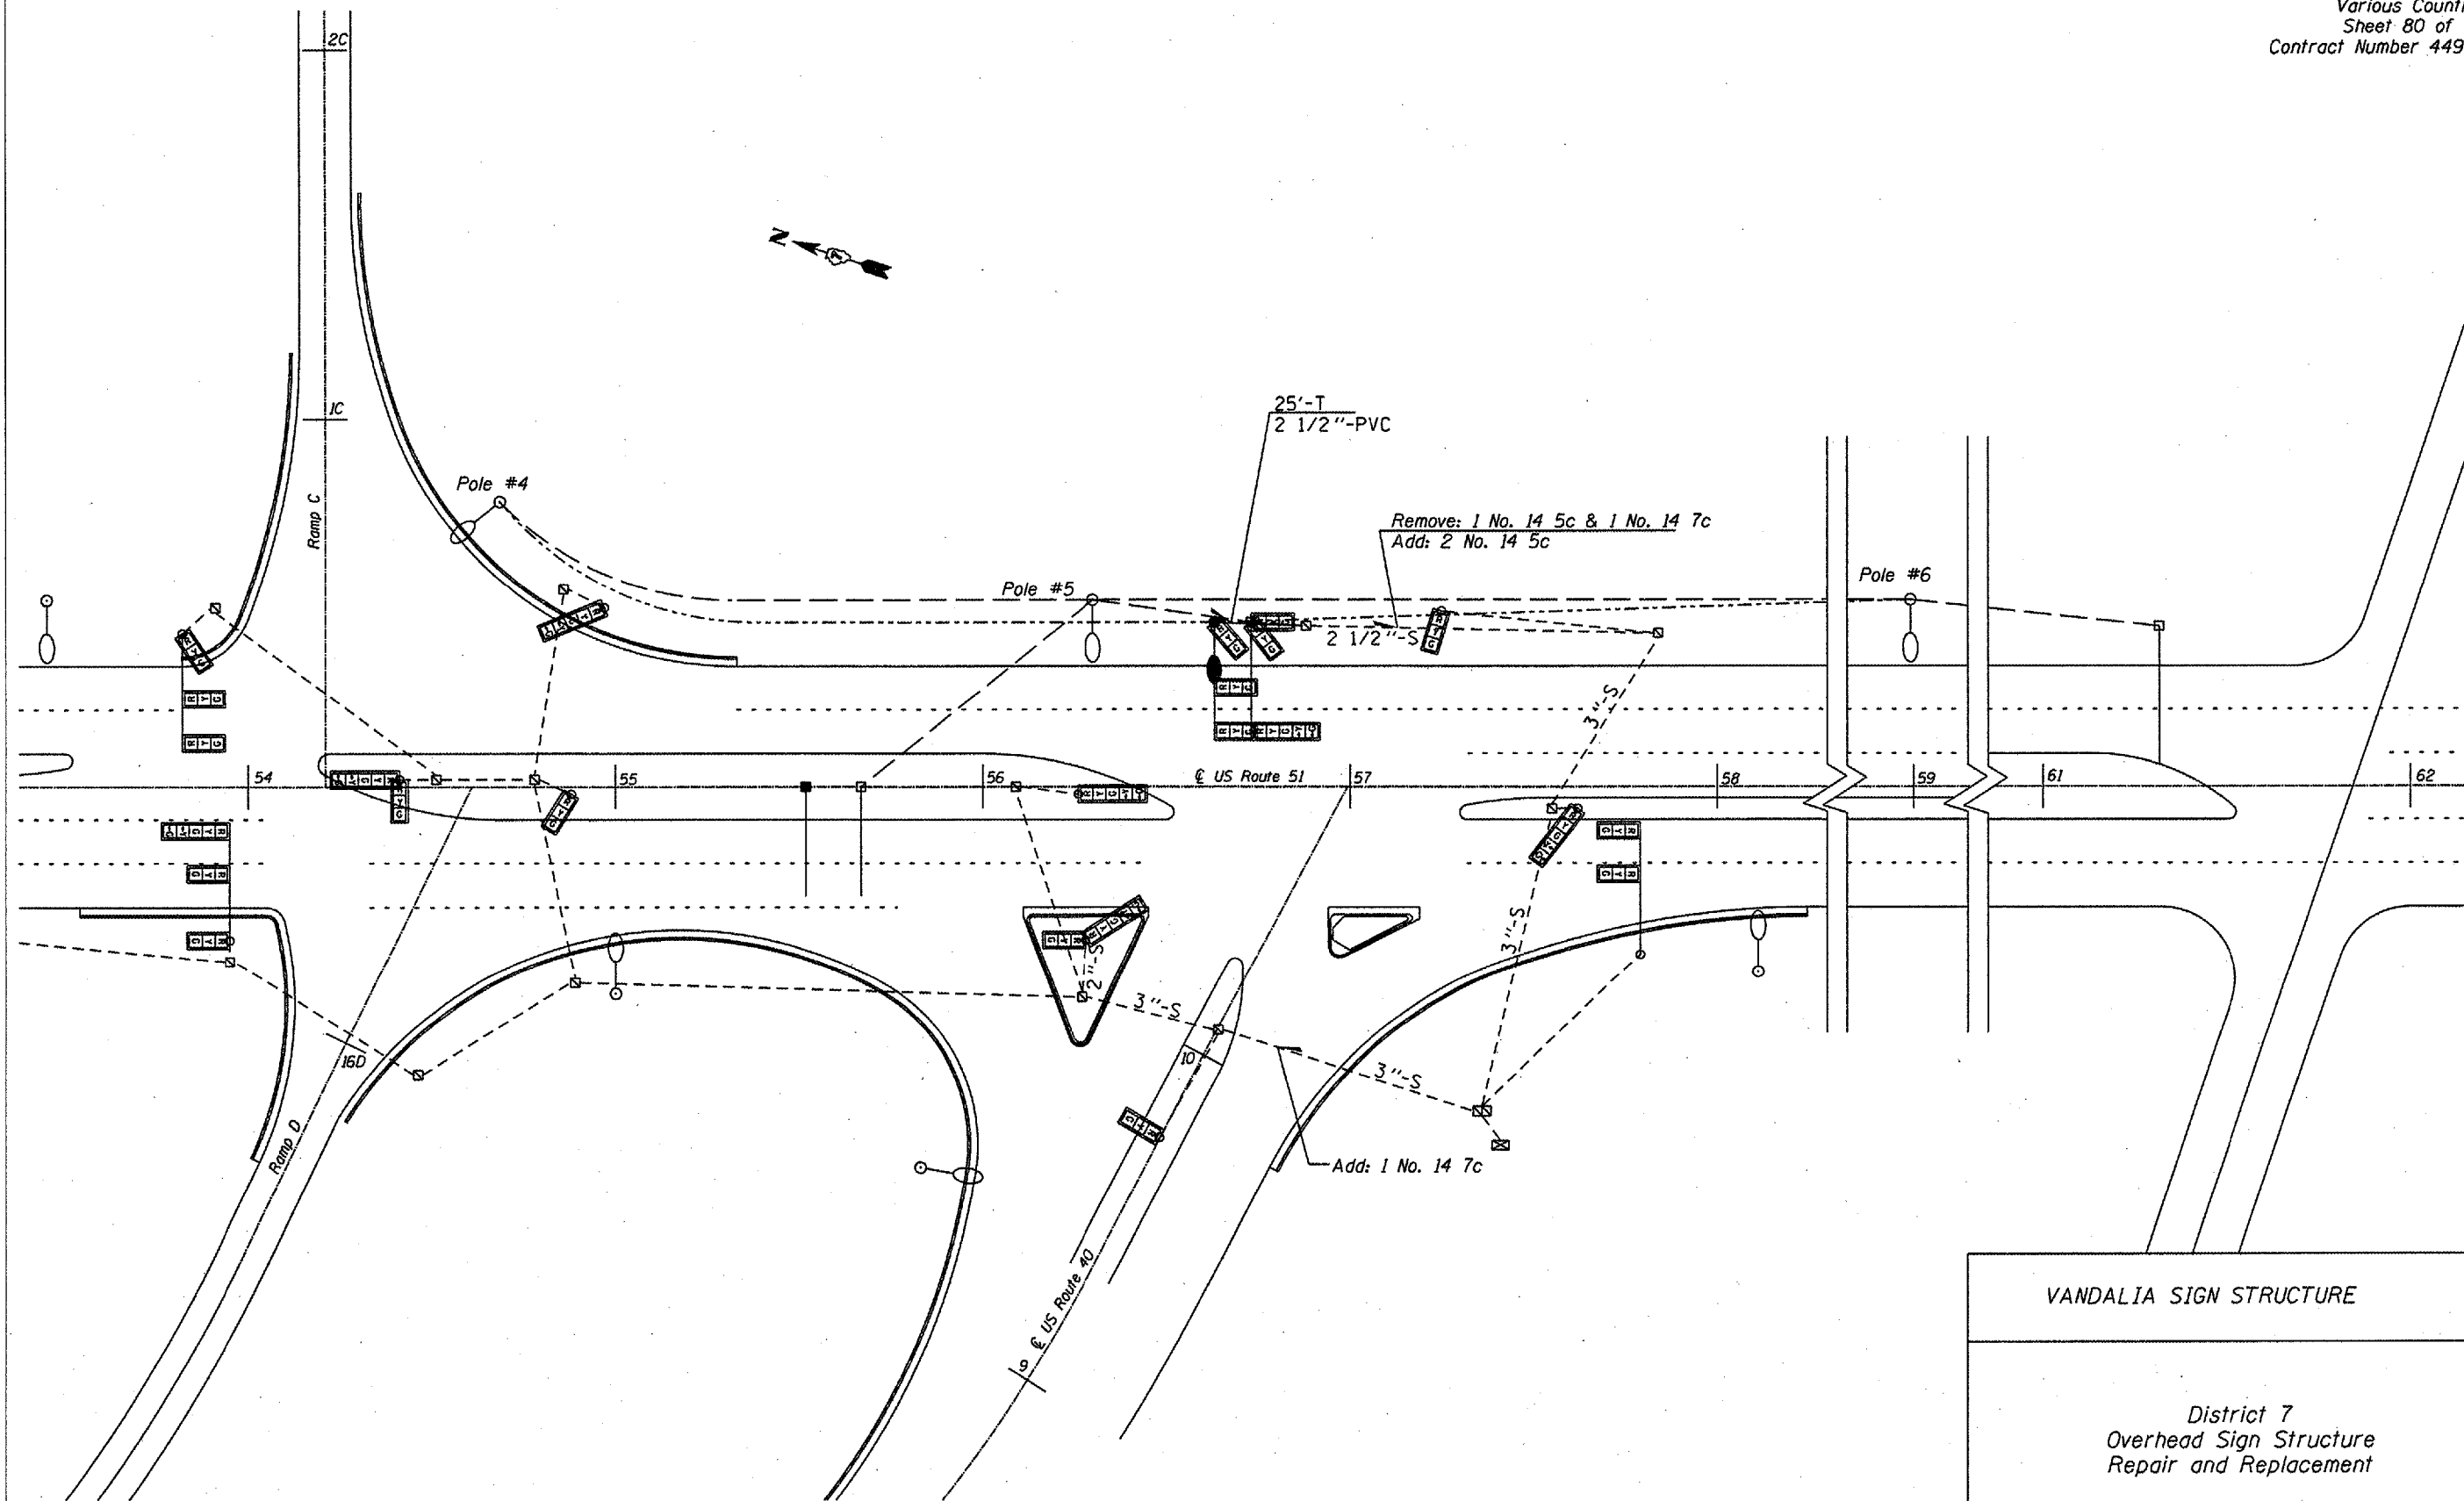 Various Count
Sheet 80 of
Contract Number 449
2C
N
7
1C
Ramp C
25'-T
2 1/2"-PVC
Pole #4
Remove: 1 No. 14 5c & 1 No. 14 7c
Add: 2 No. 14 5c
Pole #5
Pole #6
2 1/2"-S
3"-S
54
55
56
℄ US Route 51
57
58
59
61
62
R Y G
R Y G
R Y G
R Y G
3"-S
2"-S
3"-S
3"-S
10
16D
Ramp D
Add: 1 No. 14 7c
℄ US Route 40
9
VANDALIA SIGN STRUCTURE
District 7
Overhead Sign Structure
Repair and Replacement